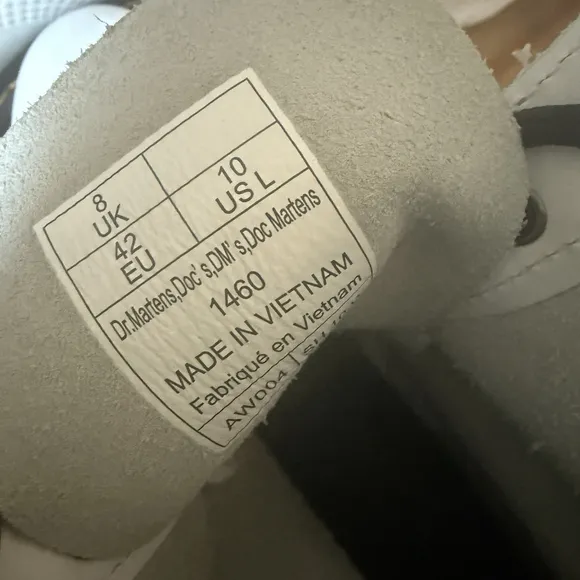 8
UK
10
US L
42
EU
Dr.Martens,Doc' s,DM' s,Doc Martens
1460
MADE IN VIETNAM
Fabriqué en Vietnam
AW004